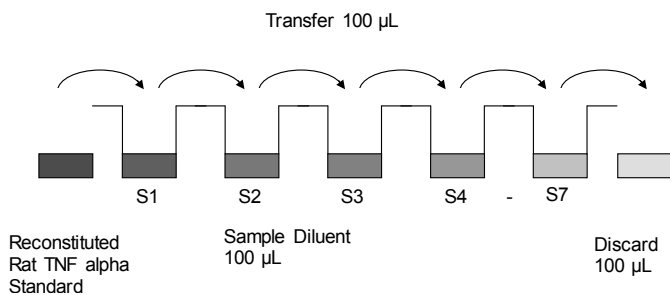 Transfer 100 µL
S1 S2 S3 S4 - S7
Reconstituted
Rat TNF alpha
Standard
Sample Diluent
100 µL
Discard
100 µL